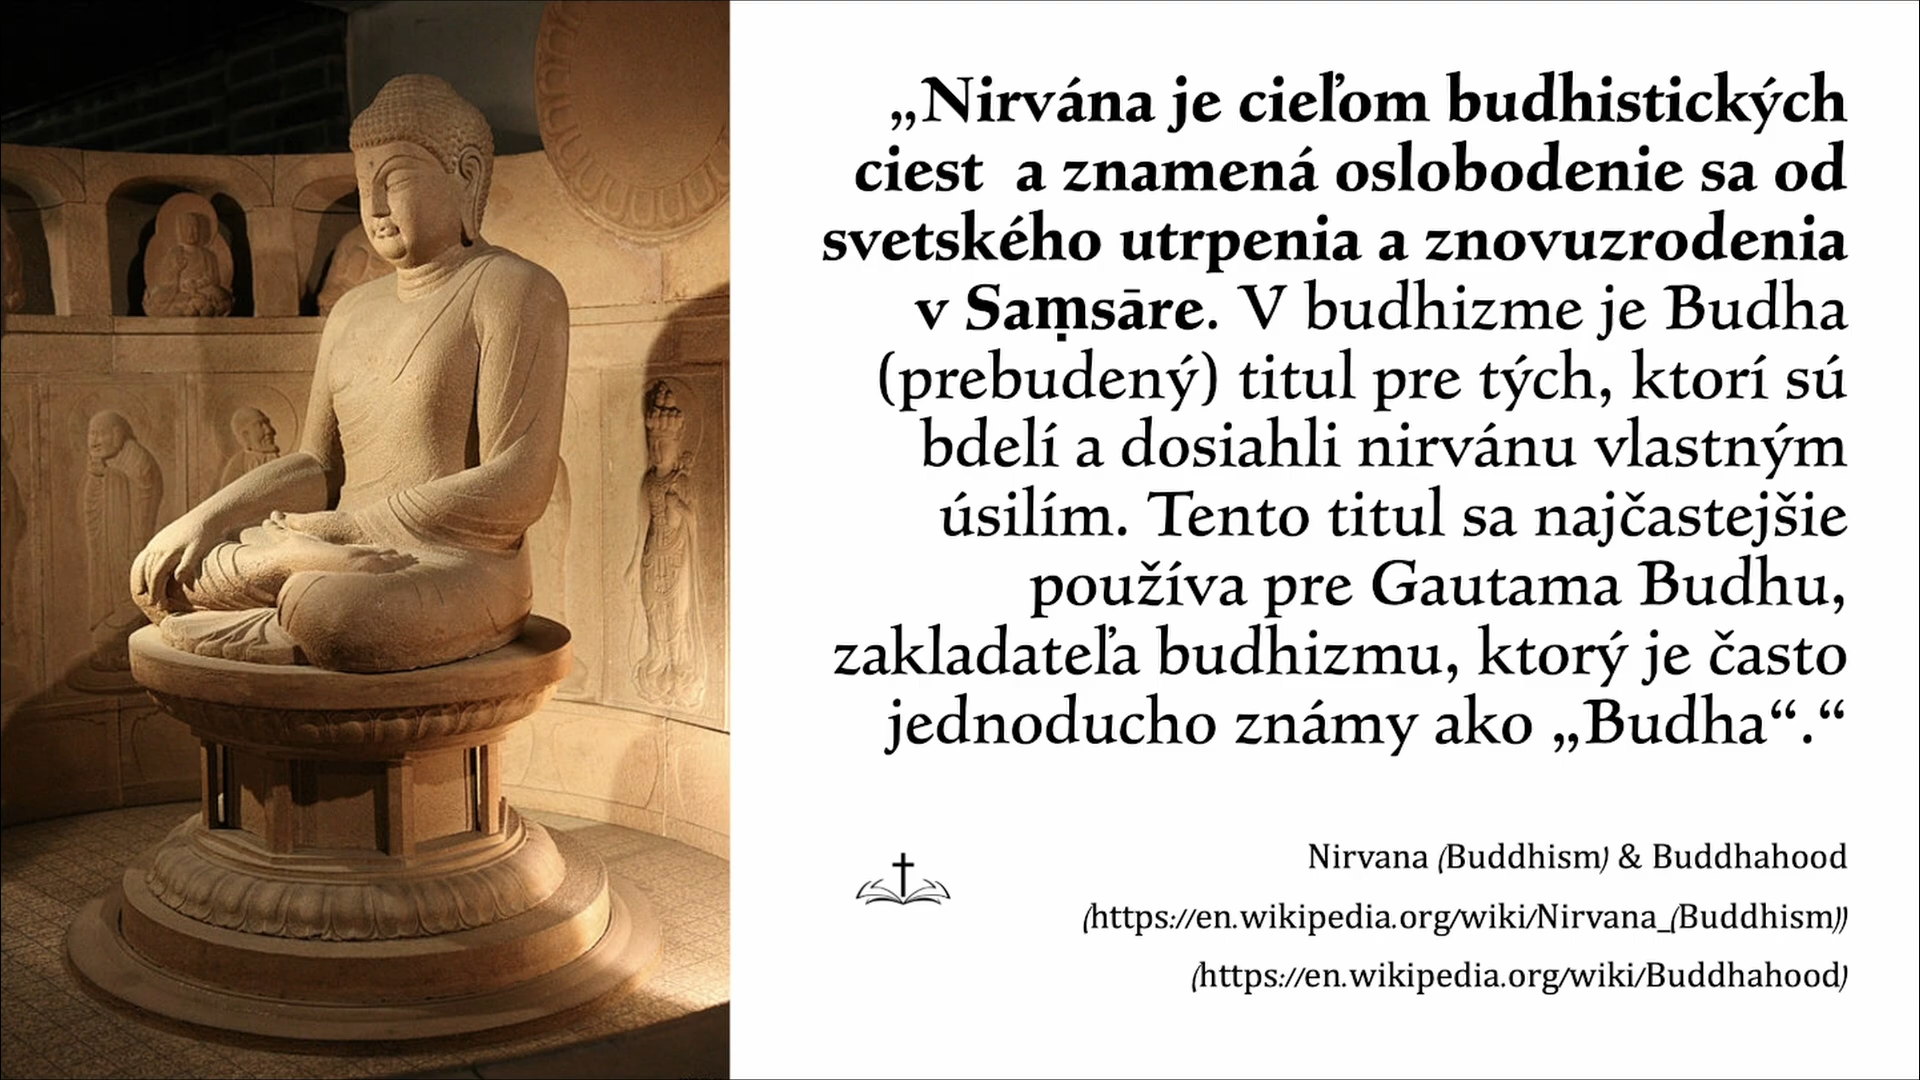 „Nirvána je cieľom budhistických
ciest  a znamená oslobodenie sa od
svetského utrpenia a znovuzrodenia
v Saṃsāre. V budhizme je Budha
(prebudený) titul pre tých, ktorí sú
bdelí a dosiahli nirvánu vlastným
úsilím. Tento titul sa najčastejšie
používa pre Gautama Budhu,
zakladateľa budhizmu, ktorý je často
jednoducho známy ako „Budha“.“
Nirvana (Buddhism) & Buddhahood
(https://en.wikipedia.org/wiki/Nirvana_(Buddhism))
(https://en.wikipedia.org/wiki/Buddhahood)